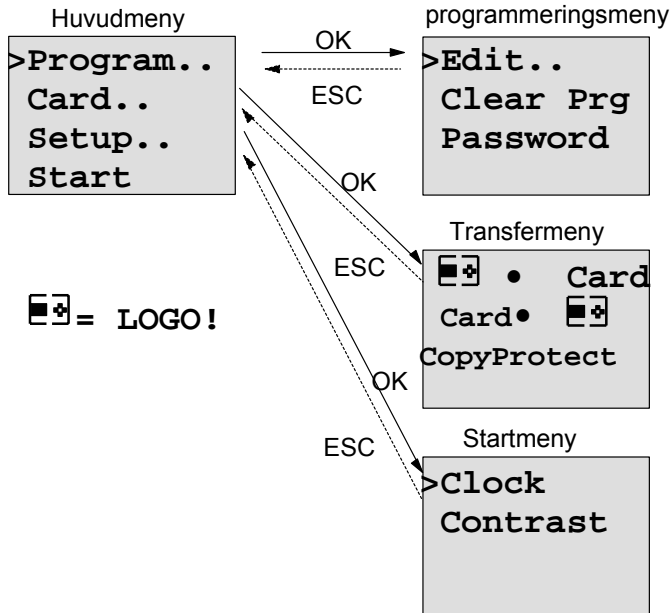 Huvudmeny
>Program..
Card..
Setup..
Start
OK
ESC
programmeringsmeny
>Edit..
Clear Prg
Password
OK
ESC
Transfermeny
• Card
Card•
CopyProtect
= LOGO!
OK
ESC
Startmeny
>Clock
Contrast